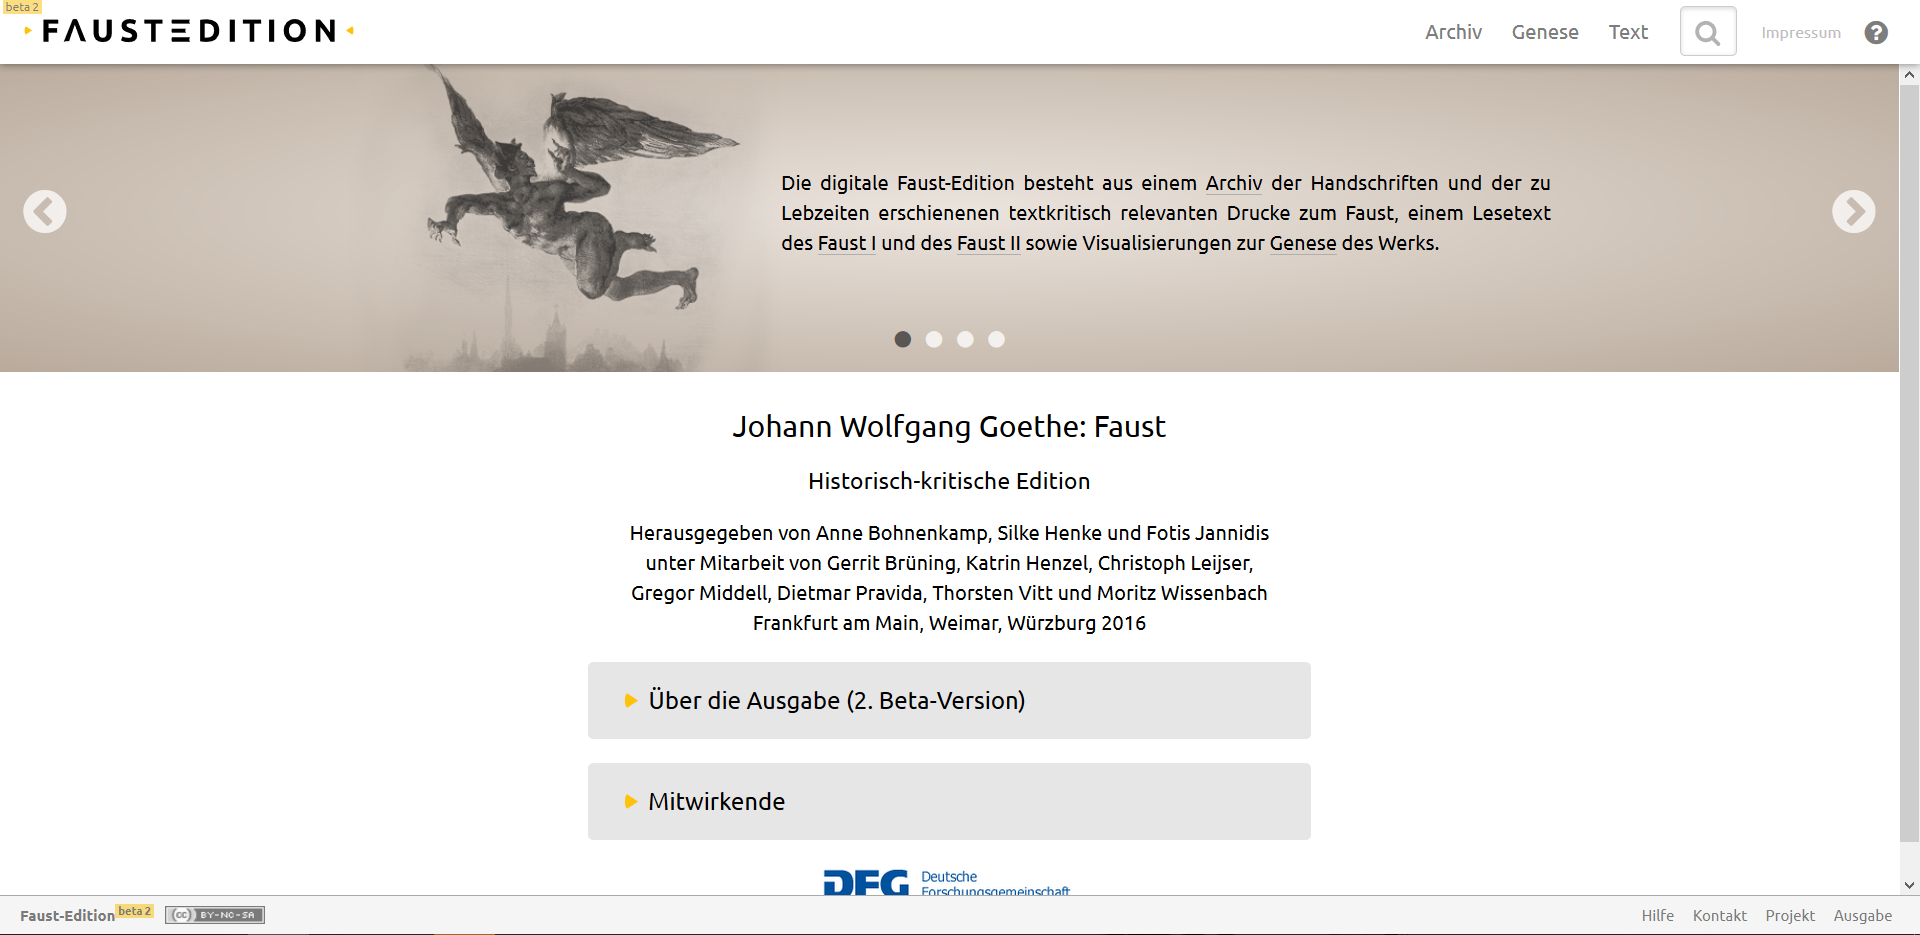 beta 2
FAUSTEDITION
Archiv Genese Text Impressum
Die digitale Faust-Edition besteht aus einem Archiv der Handschriften und der zu
Lebzeiten erschienenen textkritisch relevanten Drucke zum Faust, einem Lesetext
des Faust I und des Faust II sowie Visualisierungen zur Genese des Werks.
Johann Wolfgang Goethe: Faust
Historisch-kritische Edition
Herausgegeben von Anne Bohnenkamp, Silke Henke und Fotis Jannidis
unter Mitarbeit von Gerrit Brüning, Katrin Henzel, Christoph Leijser,
Gregor Middell, Dietmar Pravida, Thorsten Vitt und Moritz Wissenbach
Frankfurt am Main, Weimar, Würzburg 2016
Über die Ausgabe (2. Beta-Version)
Mitwirkende
DFG Deutsche
Forschungsgemeinschaft
Faust-Edition beta 2 (cc) BY-NC-SA Hilfe Kontakt Projekt Ausgabe